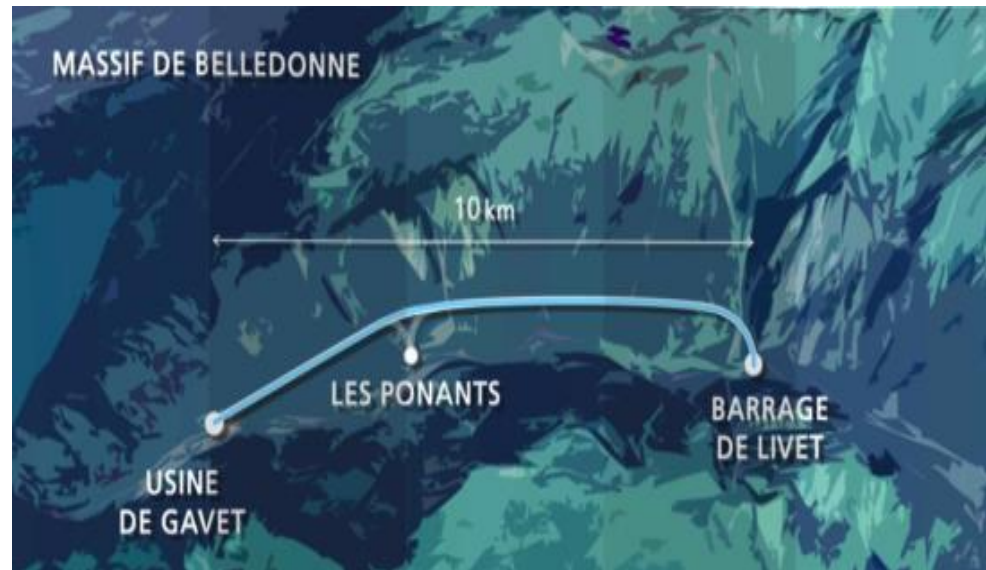 MASSIF DE BELLEDONNE
10 km
LES PONANTS
BARRAGE
DE LIVET
USINE
DE GAVET